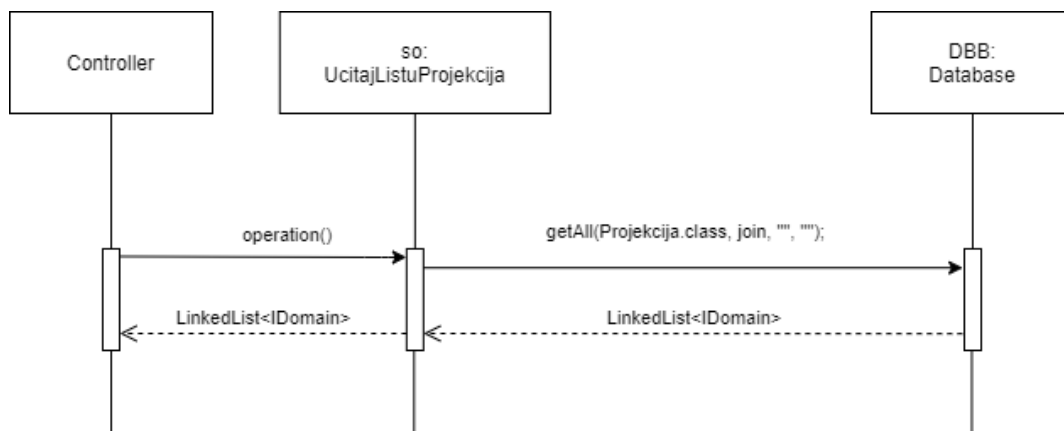 Controller
so:
UcitajListuProjekcija
DBB:
Database
operation()
getAll(Projekcija.class, join, "", "");
LinkedList<IDomain>
LinkedList<IDomain>